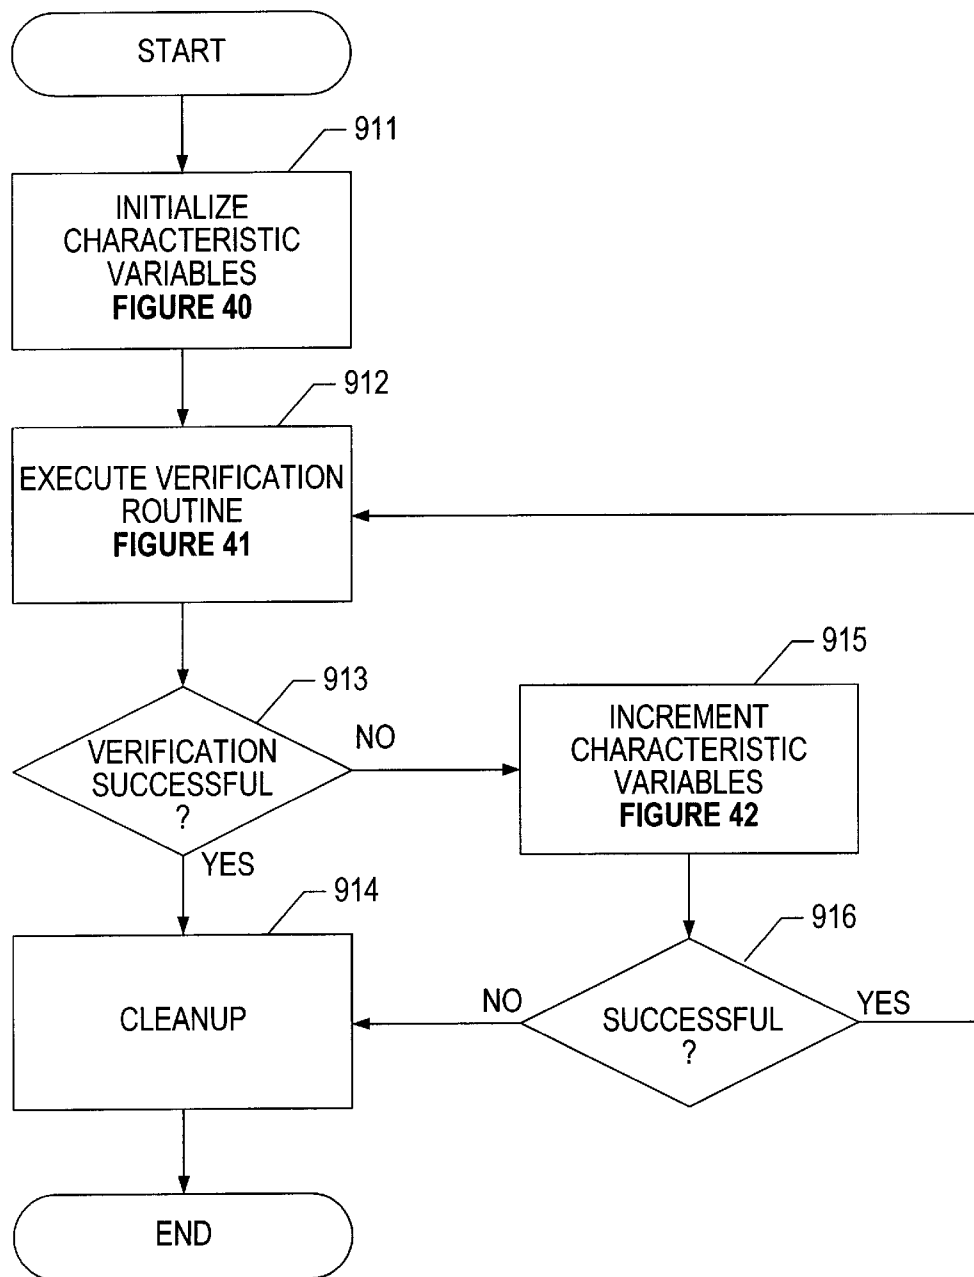 START
911
INITIALIZE
CHARACTERISTIC
VARIABLES
FIGURE 40
912
EXECUTE VERIFICATION
ROUTINE
FIGURE 41
913
VERIFICATION
SUCCESSFUL
?
NO
YES
915
INCREMENT
CHARACTERISTIC
VARIABLES
FIGURE 42
914
CLEANUP
916
SUCCESSFUL
?
NO
YES
END